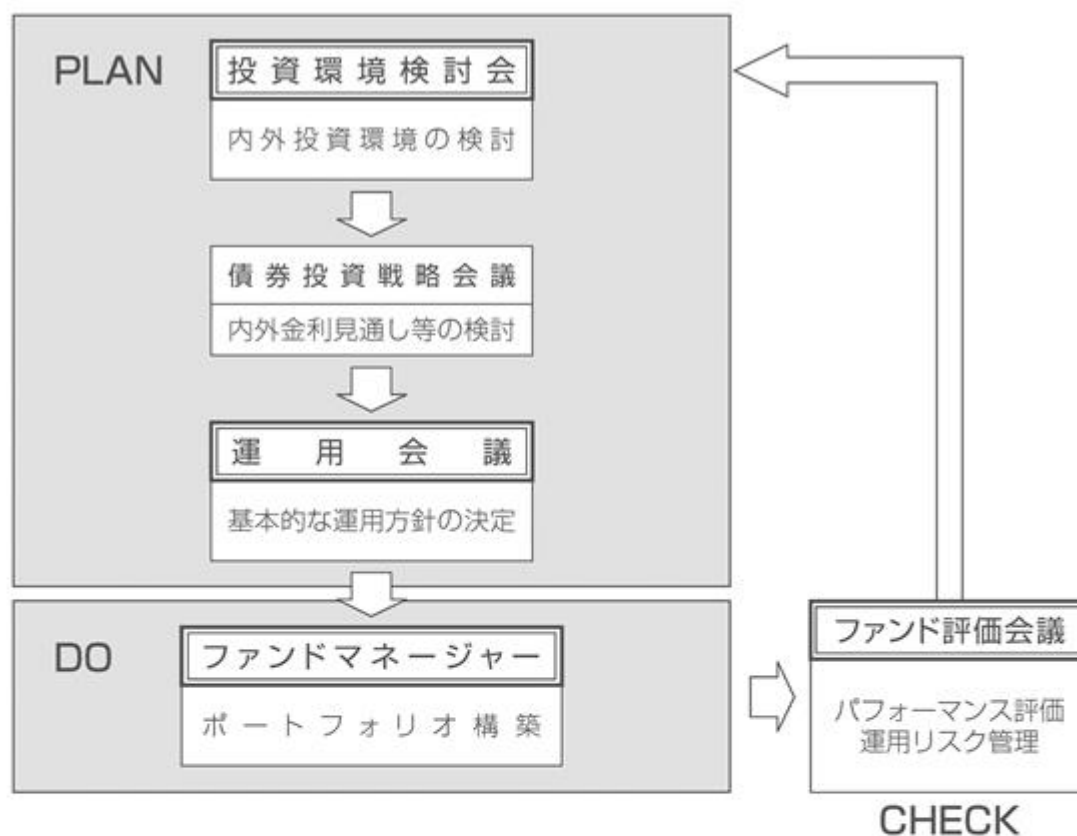 PLAN
投資環境検討会
内外投資環境の検討
債券投資戦略会議
内外金利見通し等の検討
運用会議
基本的な運用方針の決定
DO
ファンドマネージャー
ポートフォリオ構築
ファンド評価会議
パフォーマンス評価
運用リスク管理
CHECK